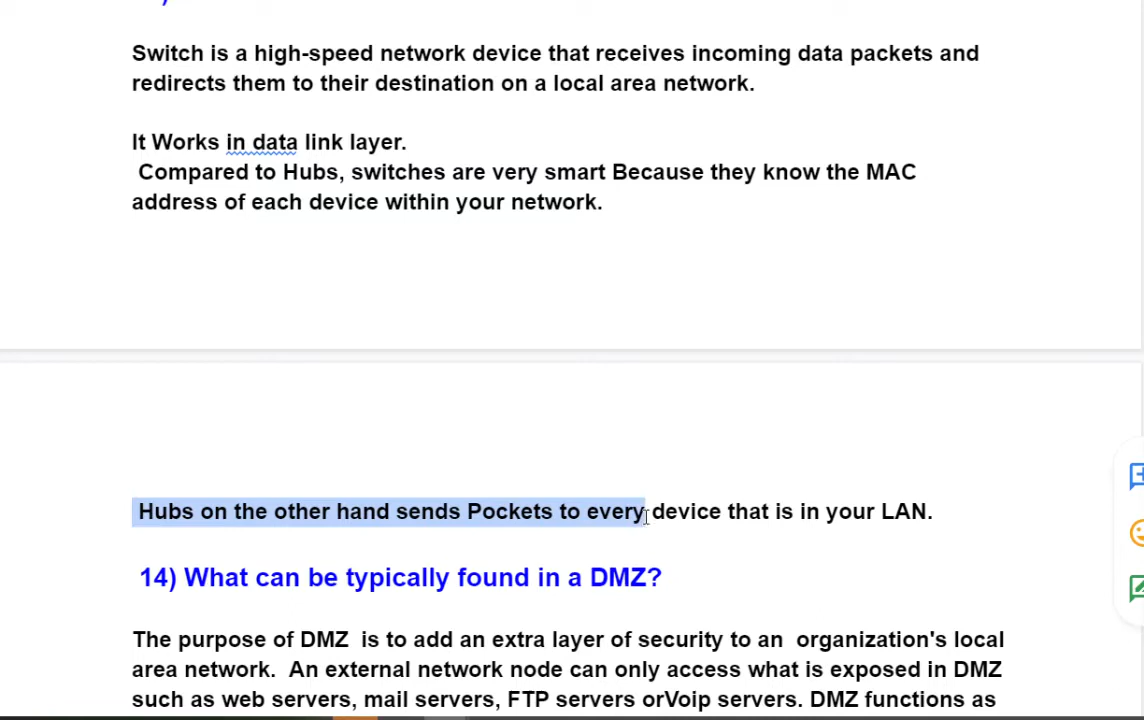 Switch is a high-speed network device that receives incoming data packets and
redirects them to their destination on a local area network.
It Works in data link layer.
Compared to Hubs, switches are very smart Because they know the MAC
address of each device within your network.
Hubs on the other hand sends Pockets to every device that is in your LAN.
14) What can be typically found in a DMZ?
The purpose of DMZ  is to add an extra layer of security to an  organization's local
area network.  An external network node can only access what is exposed in DMZ
such as web servers, mail servers, FTP servers orVoip servers. DMZ functions as